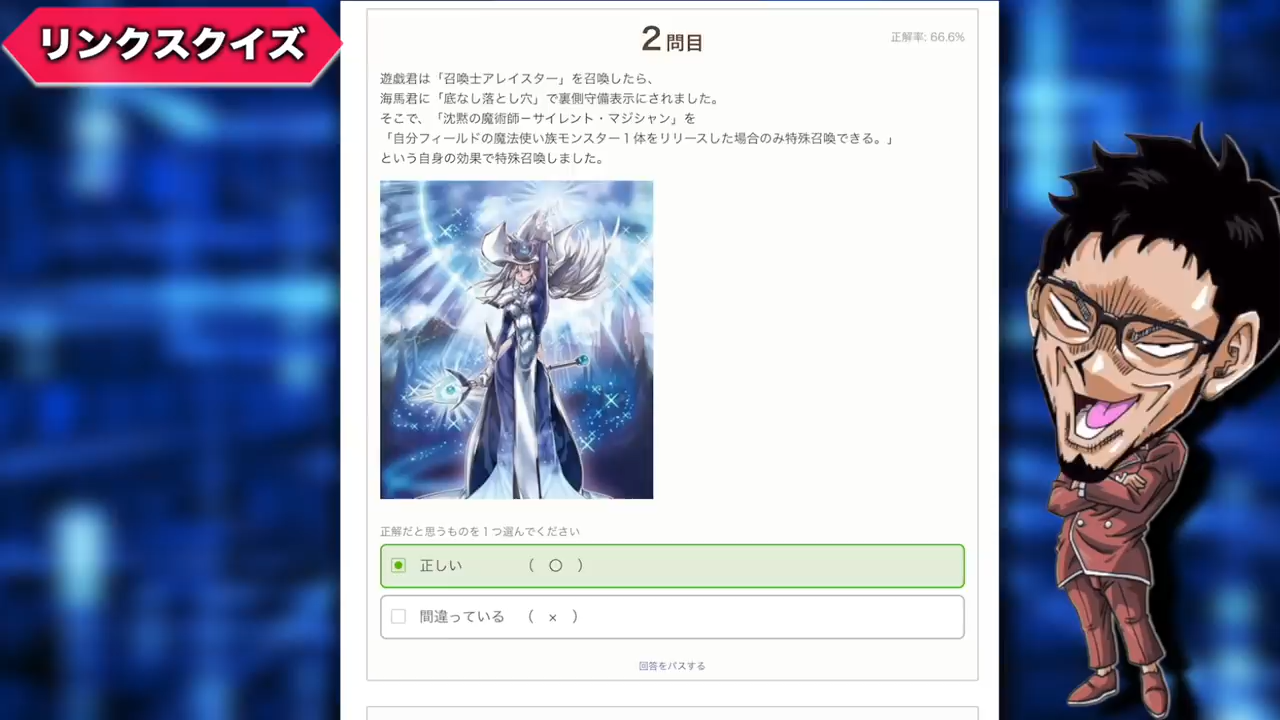 リンクスクイズ
2問目
正解率: 66.6%
遊戯君は「召喚士アレイスター」を召喚したら、
海馬君に「底なし落とし穴」で裏側守備表示にされました。
そこで、「沈黙の魔術師－サイレント・マジシャン」を
「自分フィールドの魔法使い族モンスター１体をリリースした場合のみ特殊召喚できる。」
という自身の効果で特殊召喚しました。
正解だと思うものを１つ選んでください
正しい （ ○ ）
間違っている （ × ）
回答をパスする